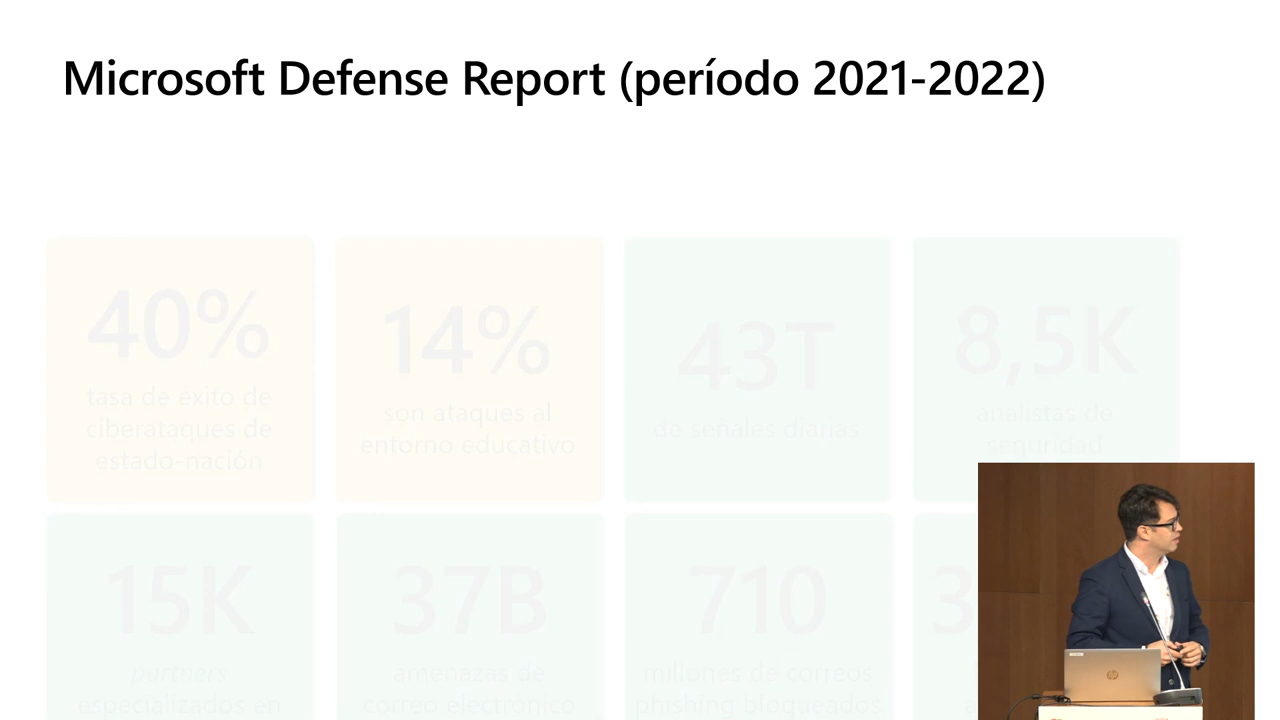 Microsoft Defense Report (período 2021-2022)
40%
tasa de éxito de
ciberataques de
estado-nación
14%
son ataques al
entorno educativo
43T
de señales diarias
8,5K
analistas de
seguridad
15K
partners
especializados en
37B
amenazas de
correo electrónico
710
millones de correos
phishing bloqueados